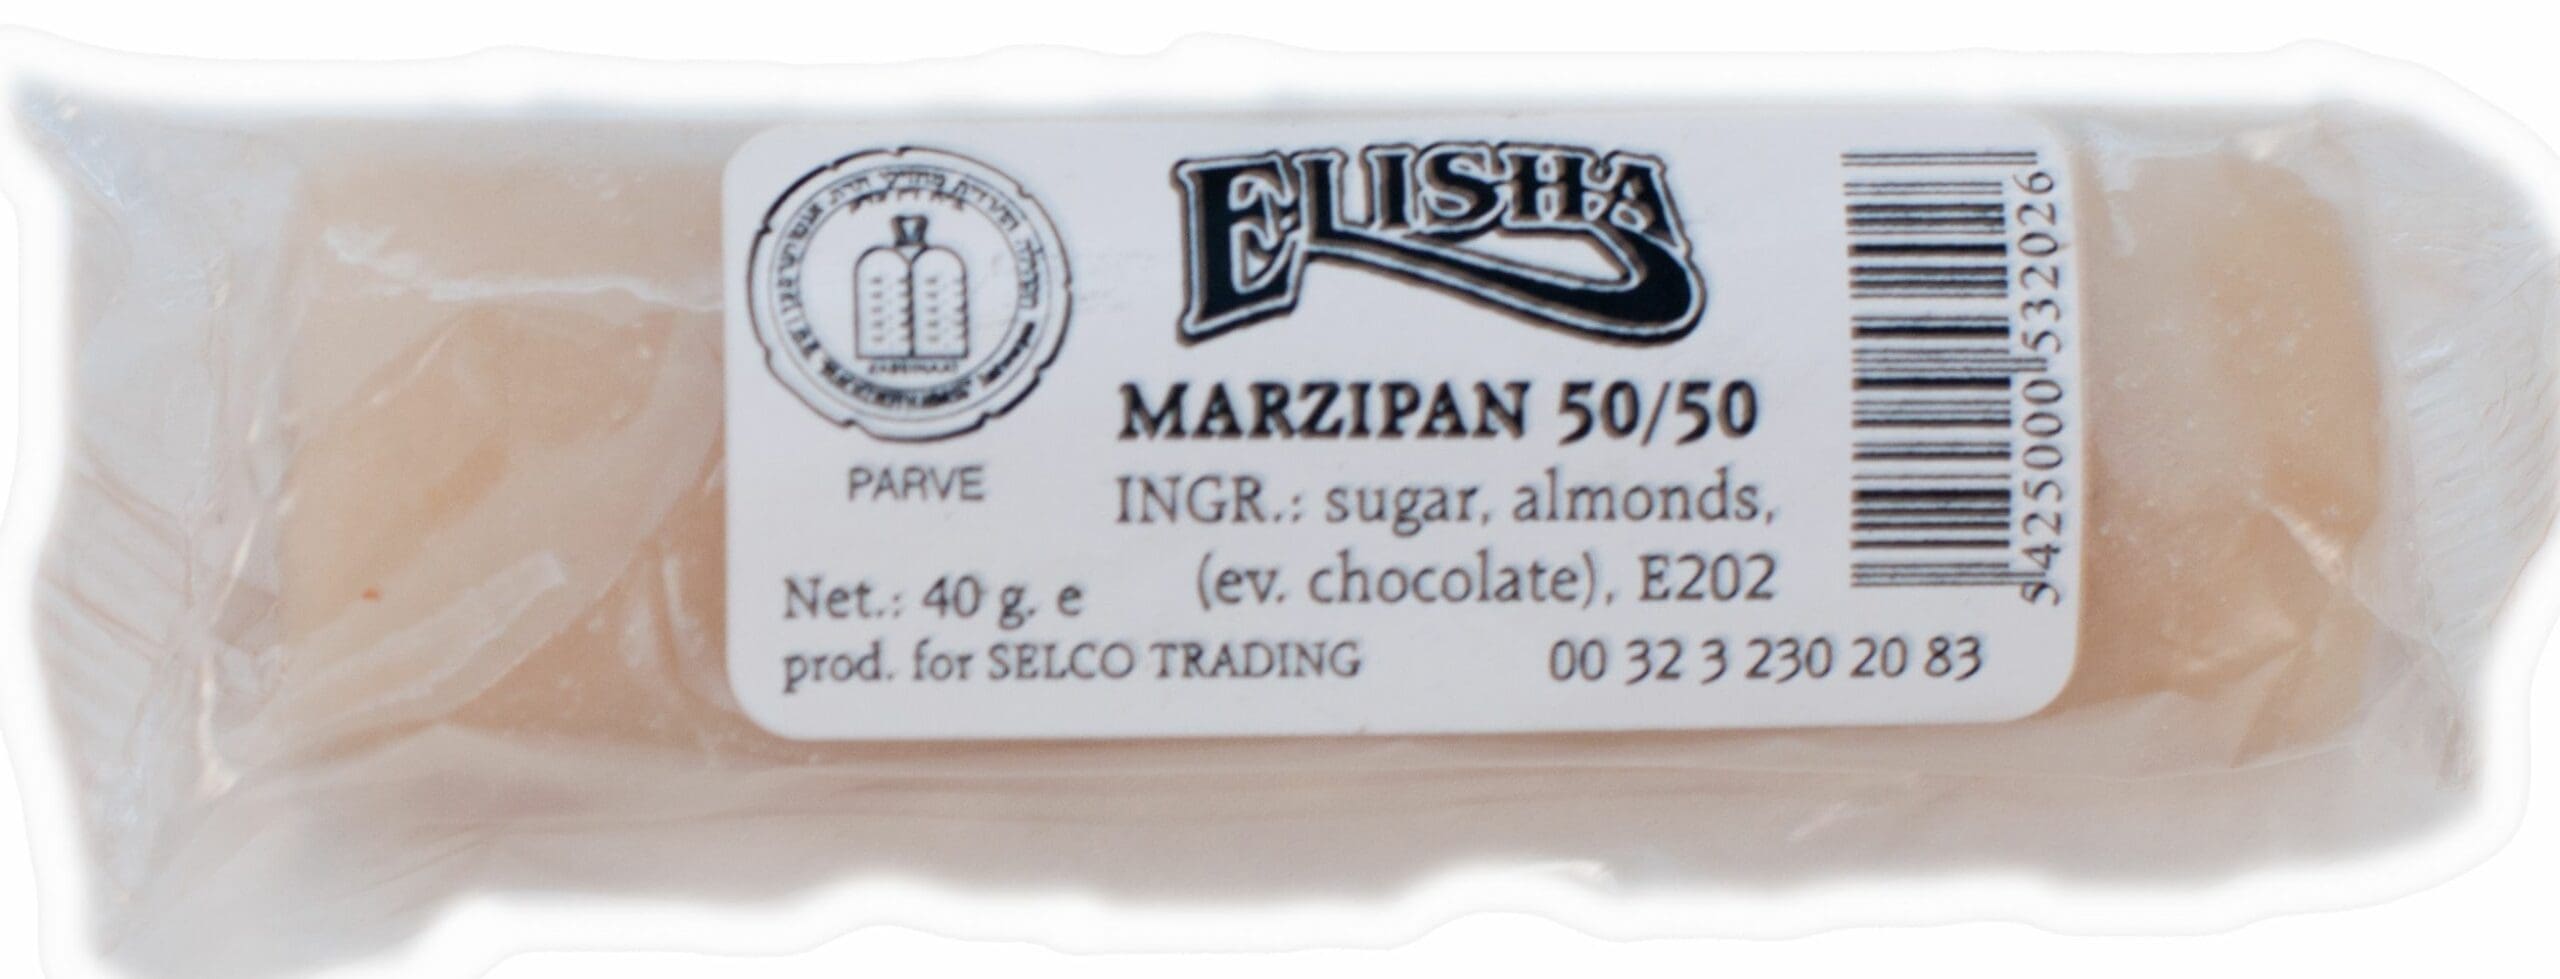 ELISHA
MARZIPAN 50/50
INGR.: sugar, almonds,
(ev. chocolate), E202
PARVE
Net.: 40 g. e
prod. for SELCO TRADING 00 32 3 230 20 83
5425000532026